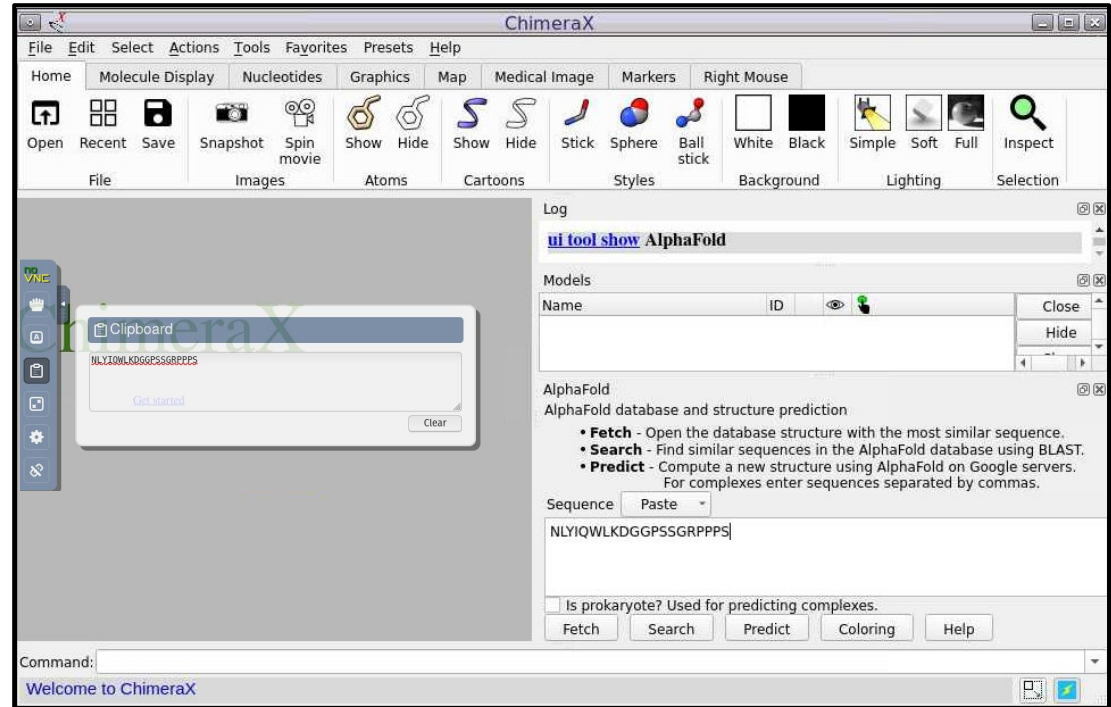 ChimeraX
File Edit Select Actions Tools Favorites Presets Help
Home Molecule Display Nucleotides Graphics Map Medical Image Markers Right Mouse
Open Recent Save Snapshot Spin movie Show Hide Show Hide Stick Sphere Ball stick White Black Simple Soft Full Inspect
File Images Atoms Cartoons Styles Background Lighting Selection
Log
ui tool show AlphaFold
Models
Name ID
Close
Hide
noVNC
ChimeraX
Clipboard
NLYIQWLKDGGPSSGRPPPS
Get started
Clear
AlphaFold
AlphaFold database and structure prediction
• Fetch - Open the database structure with the most similar sequence.
• Search - Find similar sequences in the AlphaFold database using BLAST.
• Predict - Compute a new structure using AlphaFold on Google servers.
For complexes enter sequences separated by commas.
Sequence Paste
NLYIQWLKDGGPSSGRPPPS
Is prokaryote? Used for predicting complexes.
Fetch Search Predict Coloring Help
Command:
Welcome to ChimeraX